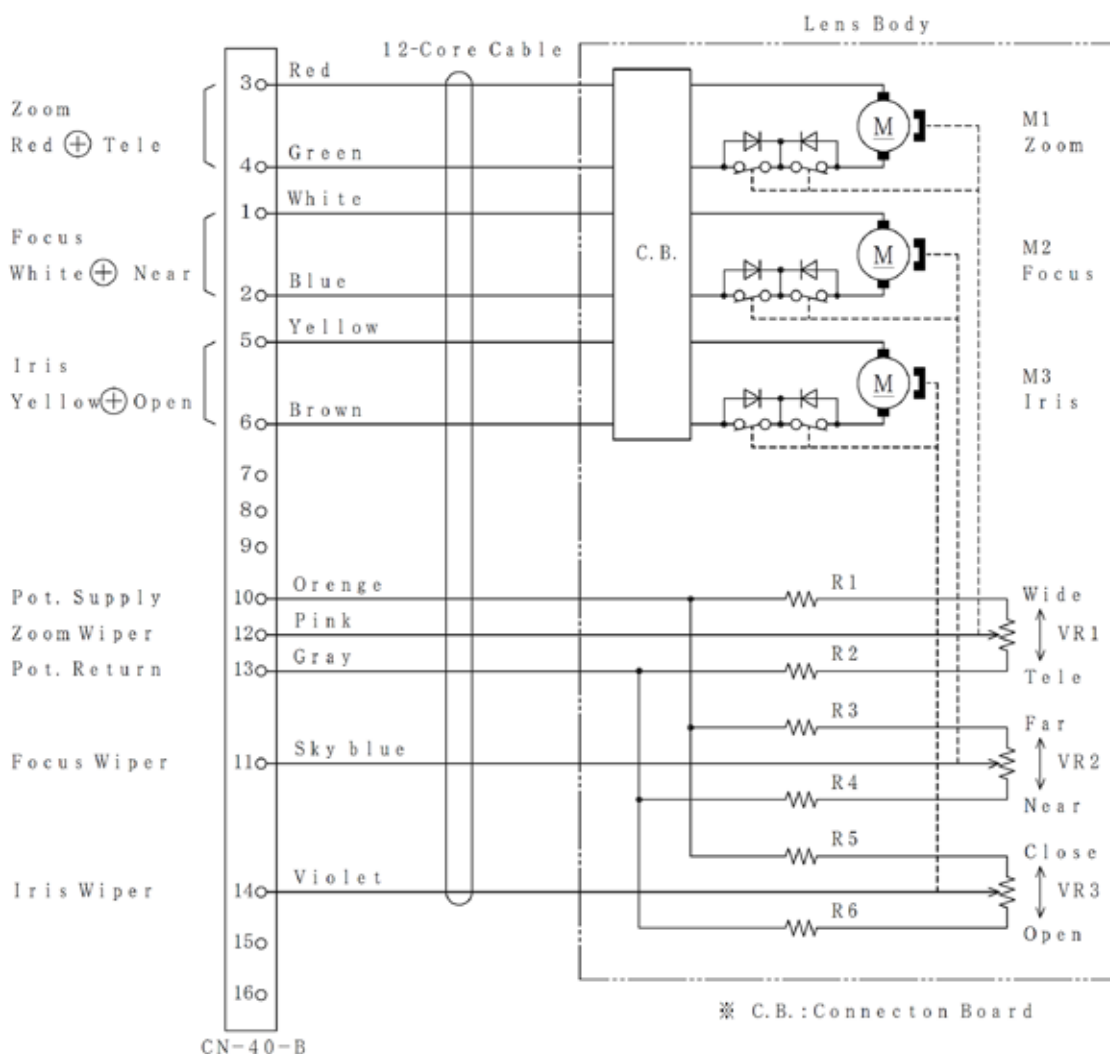 Lens Body
12-Core Cable
3 Red
Zoom
Red ⊕ Tele
M
M1
Zoom
4 Green
1 White
Focus
White ⊕ Near
C.B.
M
M2
Focus
2 Blue
5 Yellow
Iris
Yellow ⊕ Open
M
M3
Iris
6 Brown
7
8
9
Pot. Supply 10 Orenge R1 Wide
Zoom Wiper 12 Pink VR1
Pot. Return 13 Gray R2 Tele
R3 Far
Focus Wiper 11 Sky blue VR2
R4 Near
R5 Close
Iris Wiper 14 Violet VR3
R6 Open
15
16
※ C.B.:Connecton Board
CN-40-B